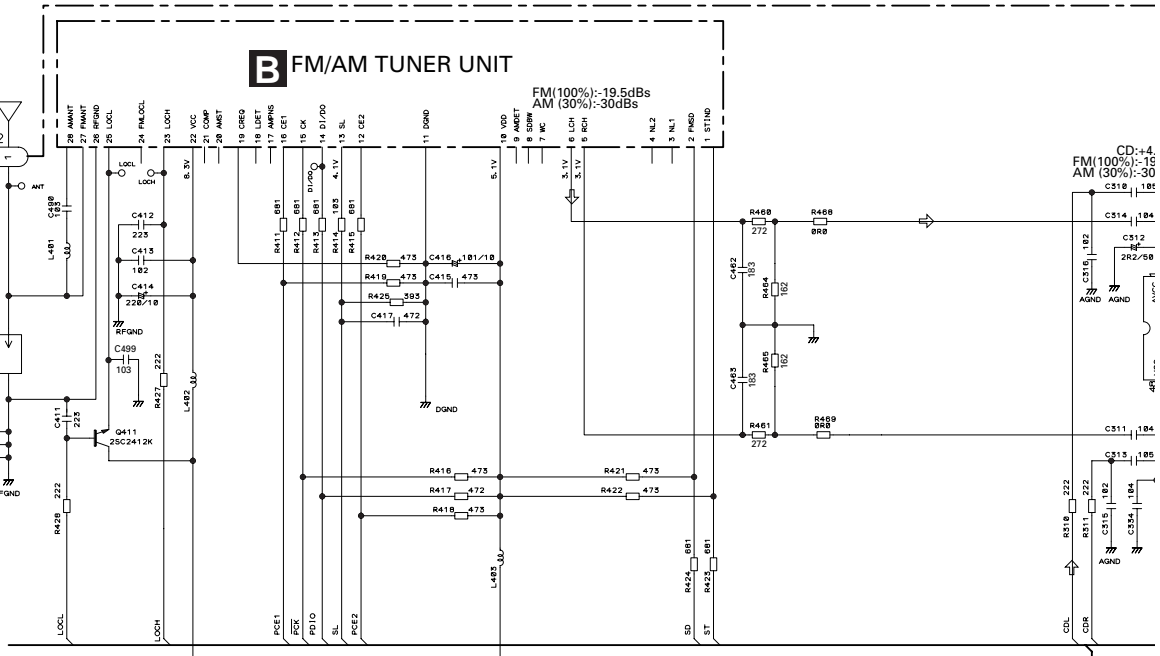 B FM/AM TUNER UNIT
FM(100%):-19.5dBs
AM (30%):-30dBs
28 AMANT
27 FMANT
26 RFGND
25 LOCL
24 FMLOCL
23 LOCH
22 VCC
21 COMP
20 AMST
19 CREQ
18 LDET
17 AMPNS
16 CE1
15 CK
14 DI/DO
13 SL
12 CE2
11 DGND
10 VDD
9 AMDET
8 SDBW
7 WC
6 LCH
5 RCH
4 NL2
3 NL1
2 FMSD
1 STIND
CD:+4.
FM(100%):-19
AM (30%):-30
1
ANT
LOCL
LOCH
8.3V
DI/DO
4.1V
5.1V
3.1V
3.1V
C310 105
C490
103
L401
C412
223
C413
102
C414
220/10
RFGND
C499
103
R411 681
R412 681
R413 681
R414 103
R415 681
R420 473
C416 101/10
R419 473
C415 473
R425 393
C417 472
DGND
R460
272
R468
0R0
C462
183
R464
162
C463
183
R465
162
R461
272
R469
0R0
C314 104
C312
2R2/50
C316 102
AGND
AGND
C311 104
C313 105
C411
223
Q411
2SC2412K
R427 222
L402
R428 222
R416 473
R417 472
R418 473
R421 473
R422 473
L403
R424 681
R423 681
R310 222
R311 222
C315 102
C334 104
AGND
LOCL
LOCH
PCE1
PCK
PDIO
SL
PCE2
SD
ST
CDL
CDR